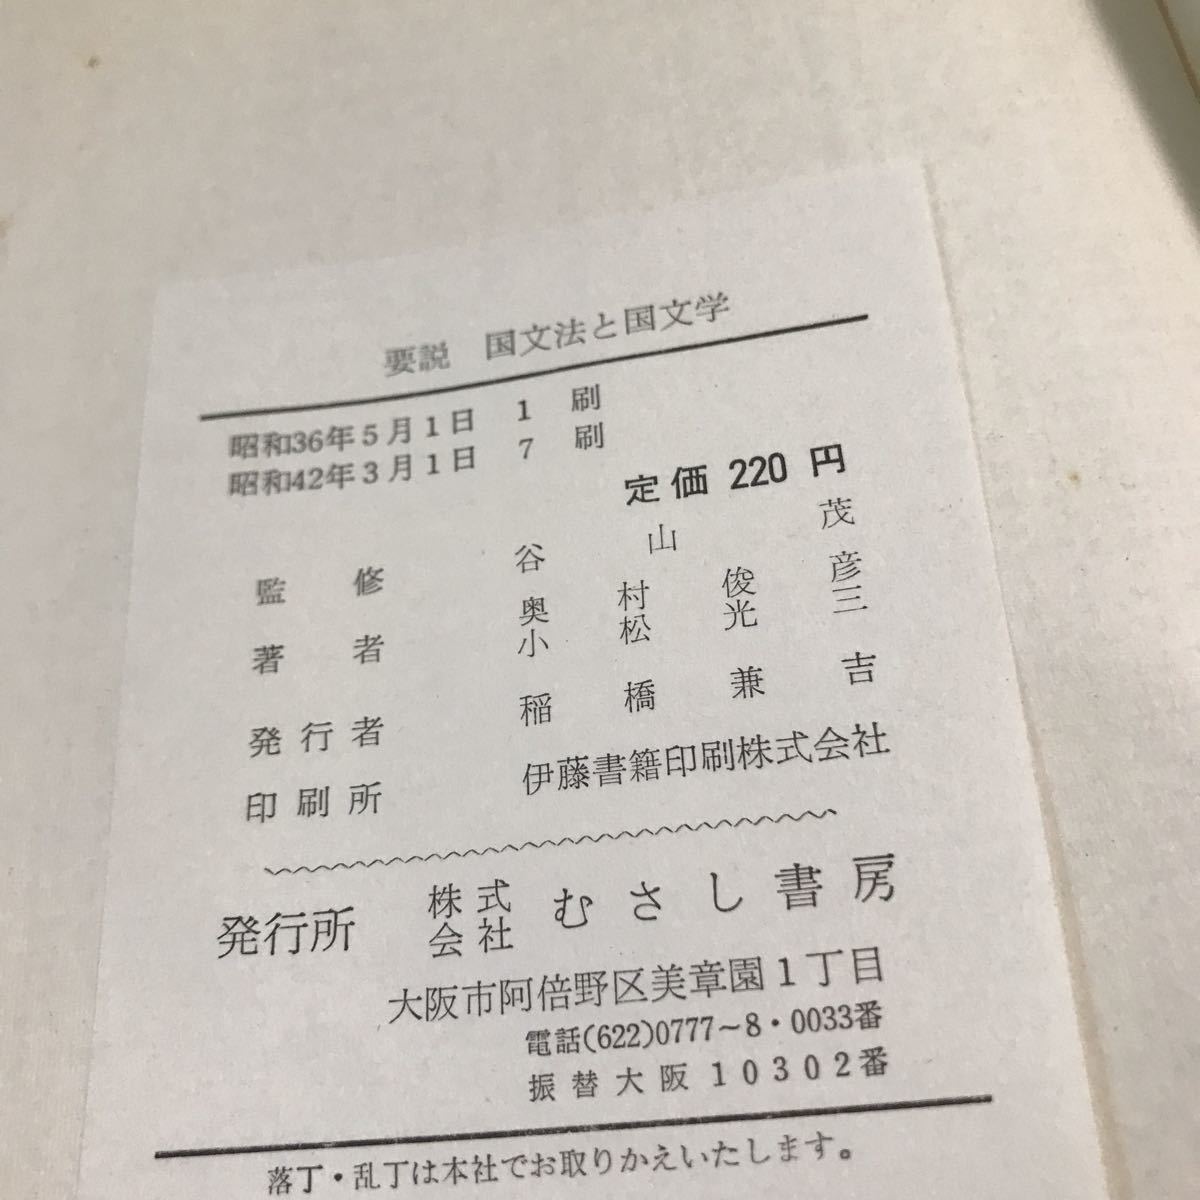 要説 国文法と国文学
昭和36年5月1日 1 刷
昭和42年3月1日 7 刷
定価 220 円
監修 谷山茂
著者 奥村俊彦
小松光三
発行者 稲橋兼吉
印刷所 伊藤書籍印刷株式会社
発行所 株式会社 むさし書房
大阪市阿倍野区美章園1丁目
電話(622)0777~8・0033番
振替大阪10302番
落丁・乱丁は本社でお取りかえいたします。